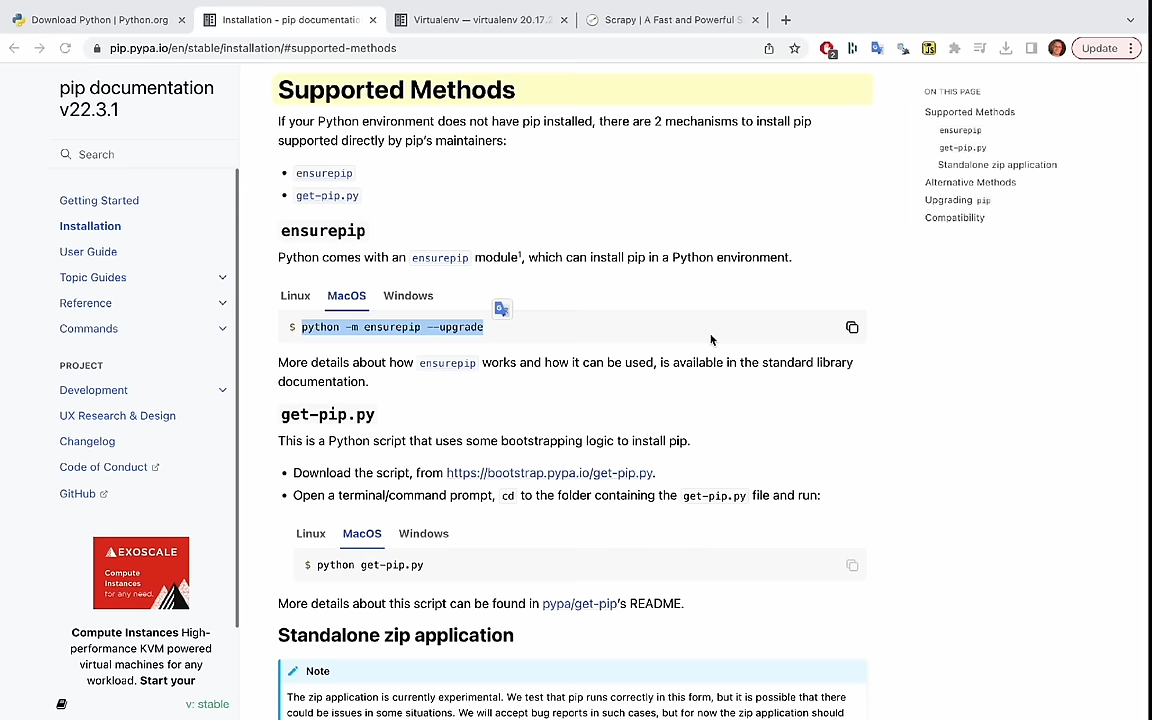 Download Python | Python.org
Installation - pip documentatio
Virtualenv — virtualenv 20.17.2
Scrapy | A Fast and Powerful S
pip.pypa.io/en/stable/installation/#supported-methods
2
JS
Update
pip documentation
v22.3.1
Search
Getting Started
Installation
User Guide
Topic Guides
Reference
Commands
PROJECT
Development
UX Research & Design
Changelog
Code of Conduct
GitHub
EXOSCALE
Compute
Instances
for any need.
Compute Instances High-
performance KVM powered
virtual machines for any
workload. Start your
v: stable
Supported Methods
If your Python environment does not have pip installed, there are 2 mechanisms to install pip
supported directly by pip's maintainers:
• ensurepip
• get-pip.py
ensurepip
Python comes with an ensurepip module¹, which can install pip in a Python environment.
Linux MacOS Windows
$ python -m ensurepip --upgrade
More details about how ensurepip works and how it can be used, is available in the standard library
documentation.
get-pip.py
This is a Python script that uses some bootstrapping logic to install pip.
• Download the script, from https://bootstrap.pypa.io/get-pip.py.
• Open a terminal/command prompt, cd to the folder containing the get-pip.py file and run:
Linux MacOS Windows
$ python get-pip.py
More details about this script can be found in pypa/get-pip's README.
Standalone zip application
Note
The zip application is currently experimental. We test that pip runs correctly in this form, but it is possible that there
could be issues in some situations. We will accept bug reports in such cases, but for now the zip application should
ON THIS PAGE
Supported Methods
ensurepip
get-pip.py
Standalone zip application
Alternative Methods
Upgrading pip
Compatibility